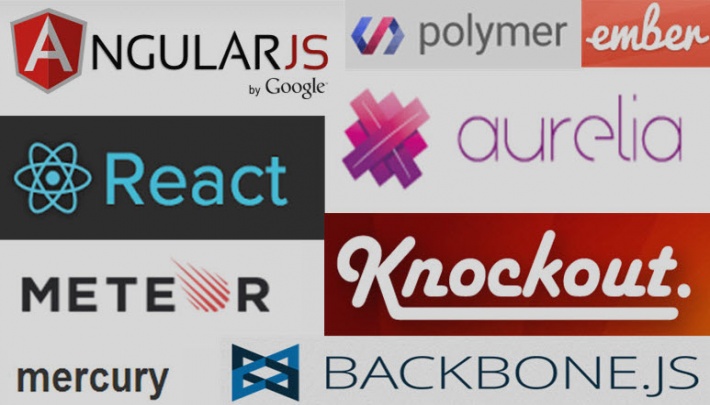 ANGULARJS
by Google
polymer
ember
React
aurelia
METEOR
Knockout.
mercury
BACKBONE.JS